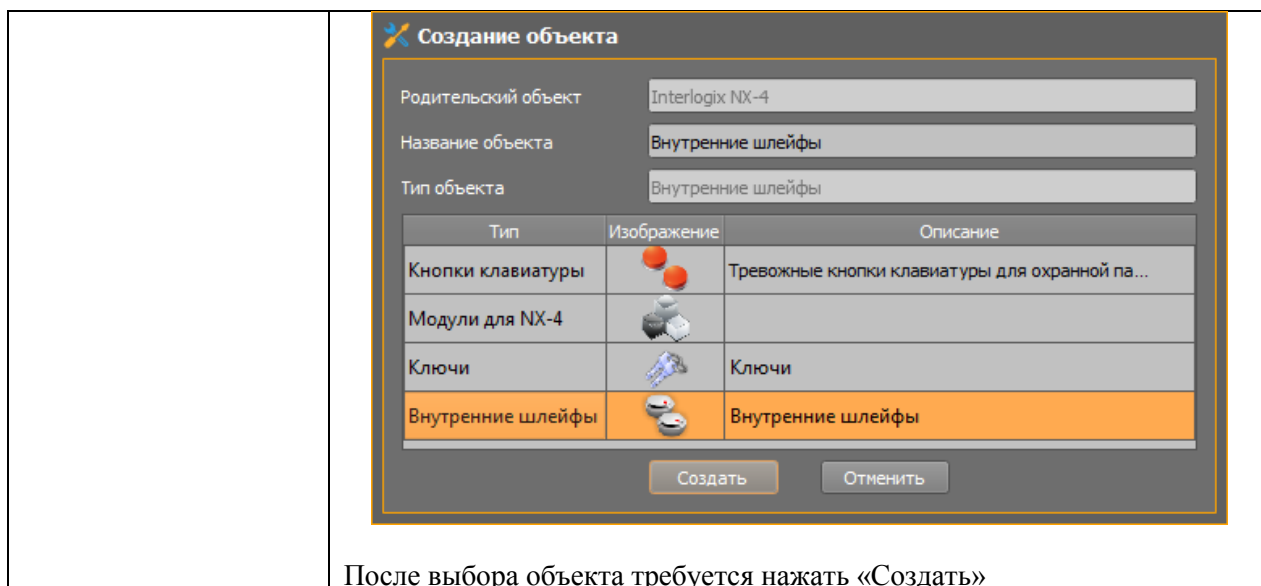 Создание объекта
Родительский объект Interlogix NX-4
Название объекта Внутренние шлейфы
Тип объекта Внутренние шлейфы
Тип Изображение Описание
Кнопки клавиатуры Тревожные кнопки клавиатуры для охранной па...
Модули для NX-4
Ключи Ключи
Внутренние шлейфы Внутренние шлейфы
Создать Отменить
После выбора объекта требуется нажать «Создать»